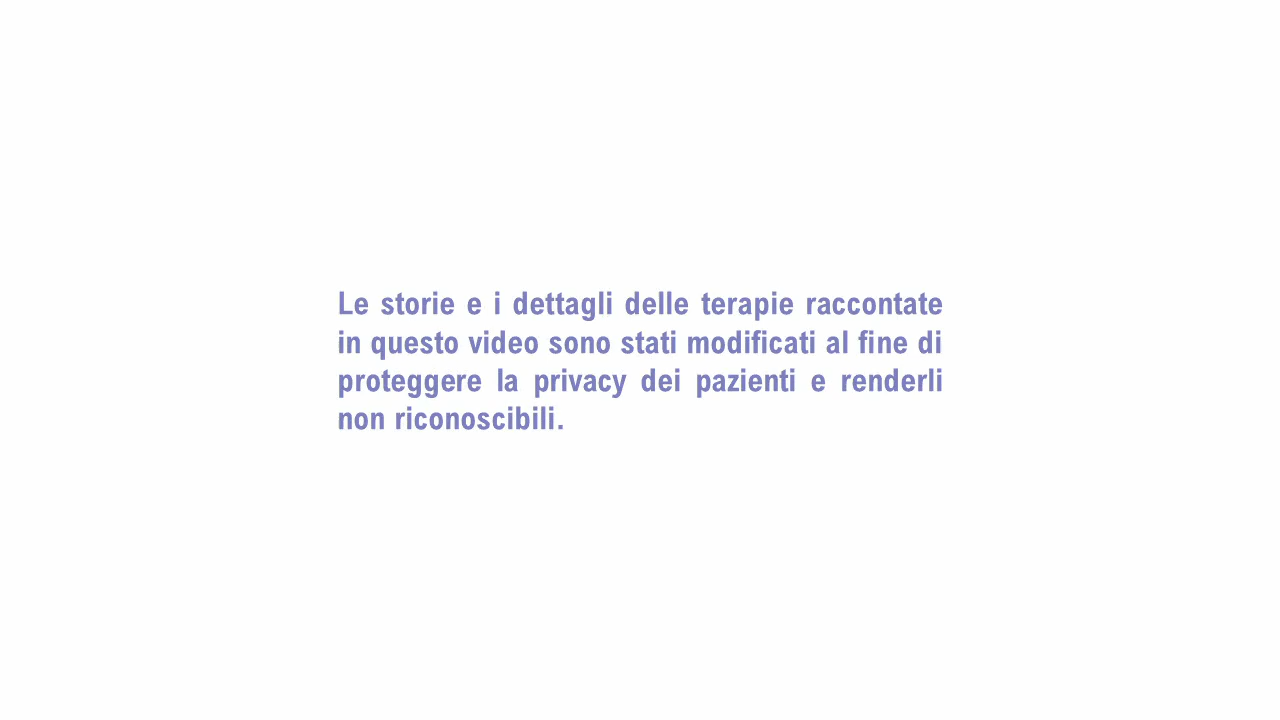 Le storie e i dettagli delle terapie raccontate
in questo video sono stati modificati al fine di
proteggere la privacy dei pazienti e renderli
non riconoscibili.